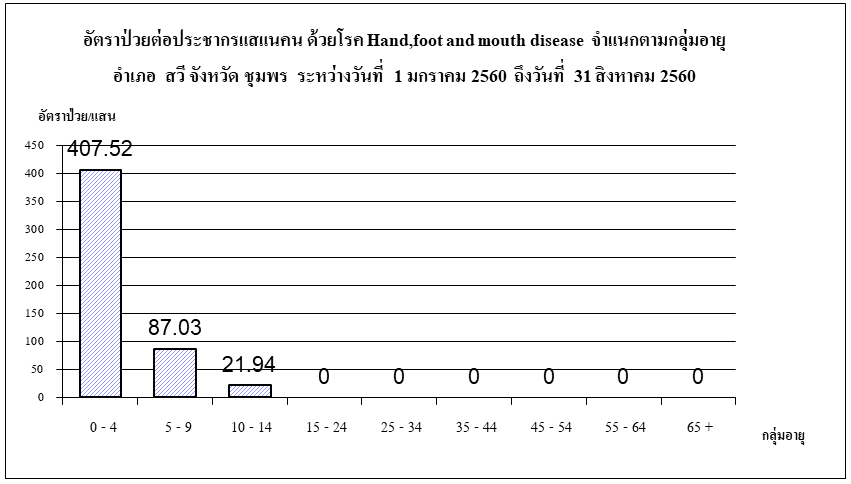 อัตราป่วยต่อประชากรแสแนคน ด้วยโรค Hand,foot and mouth disease จำแนกตามกลุ่มอายุ
อำเภอ สวี จังหวัด ชุมพร ระหว่างวันที่ 1 มกราคม 2560 ถึงวันที่ 31 สิงหาคม 2560
อัตราป่วย/แสน
450
407.52
400
350
300
250
200
150
100
87.03
50
21.94
0 0 0 0 0 0
0
0 - 4 5 - 9 10 - 14 15 - 24 25 - 34 35 - 44 45 - 54 55 - 64 65 +
กลุ่มอายุ